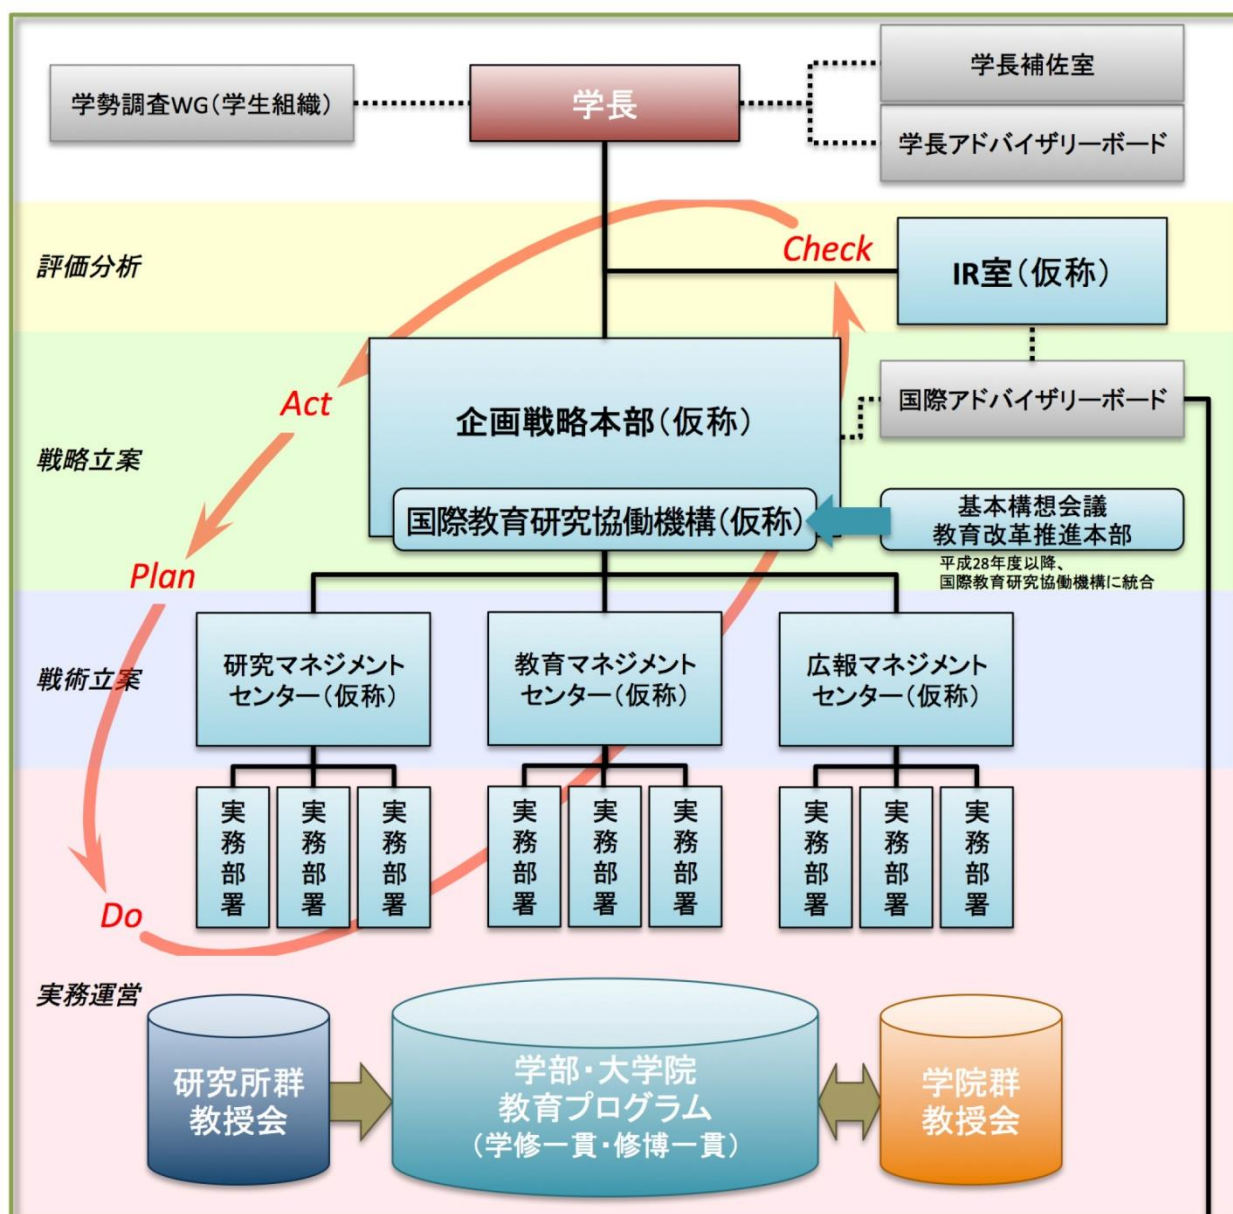 学勢調査WG(学生組織)
学長
学長補佐室
学長アドバイザリーボード
評価分析
Check
IR室(仮称)
戦略立案
Act
企画戦略本部(仮称)
国際アドバイザリーボード
国際教育研究協働機構(仮称)
基本構想会議
教育改革推進本部
平成28年度以降、
国際教育研究協働機構に統合
Plan
戦術立案
研究マネジメント
センター(仮称)
教育マネジメント
センター(仮称)
広報マネジメント
センター(仮称)
実務部署
実務部署
実務部署
実務部署
実務部署
実務部署
実務部署
実務部署
実務部署
Do
実務運営
研究所群
教授会
学部・大学院
教育プログラム
(学修一貫・修博一貫)
学院群
教授会